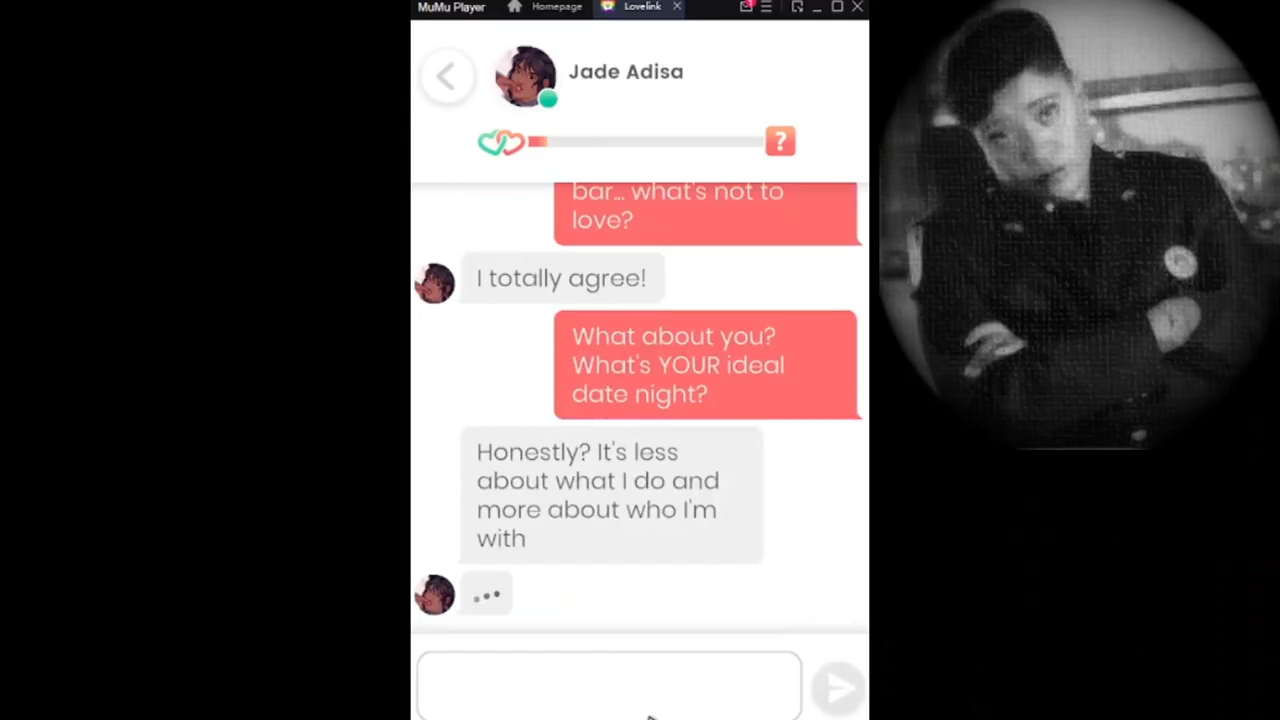 MuMu Player
Homepage
Lovelink
Jade Adisa
?
bar... what's not to
love?
I totally agree!
What about you?
What's YOUR ideal
date night?
Honestly? It's less
about what I do and
more about who I'm
with